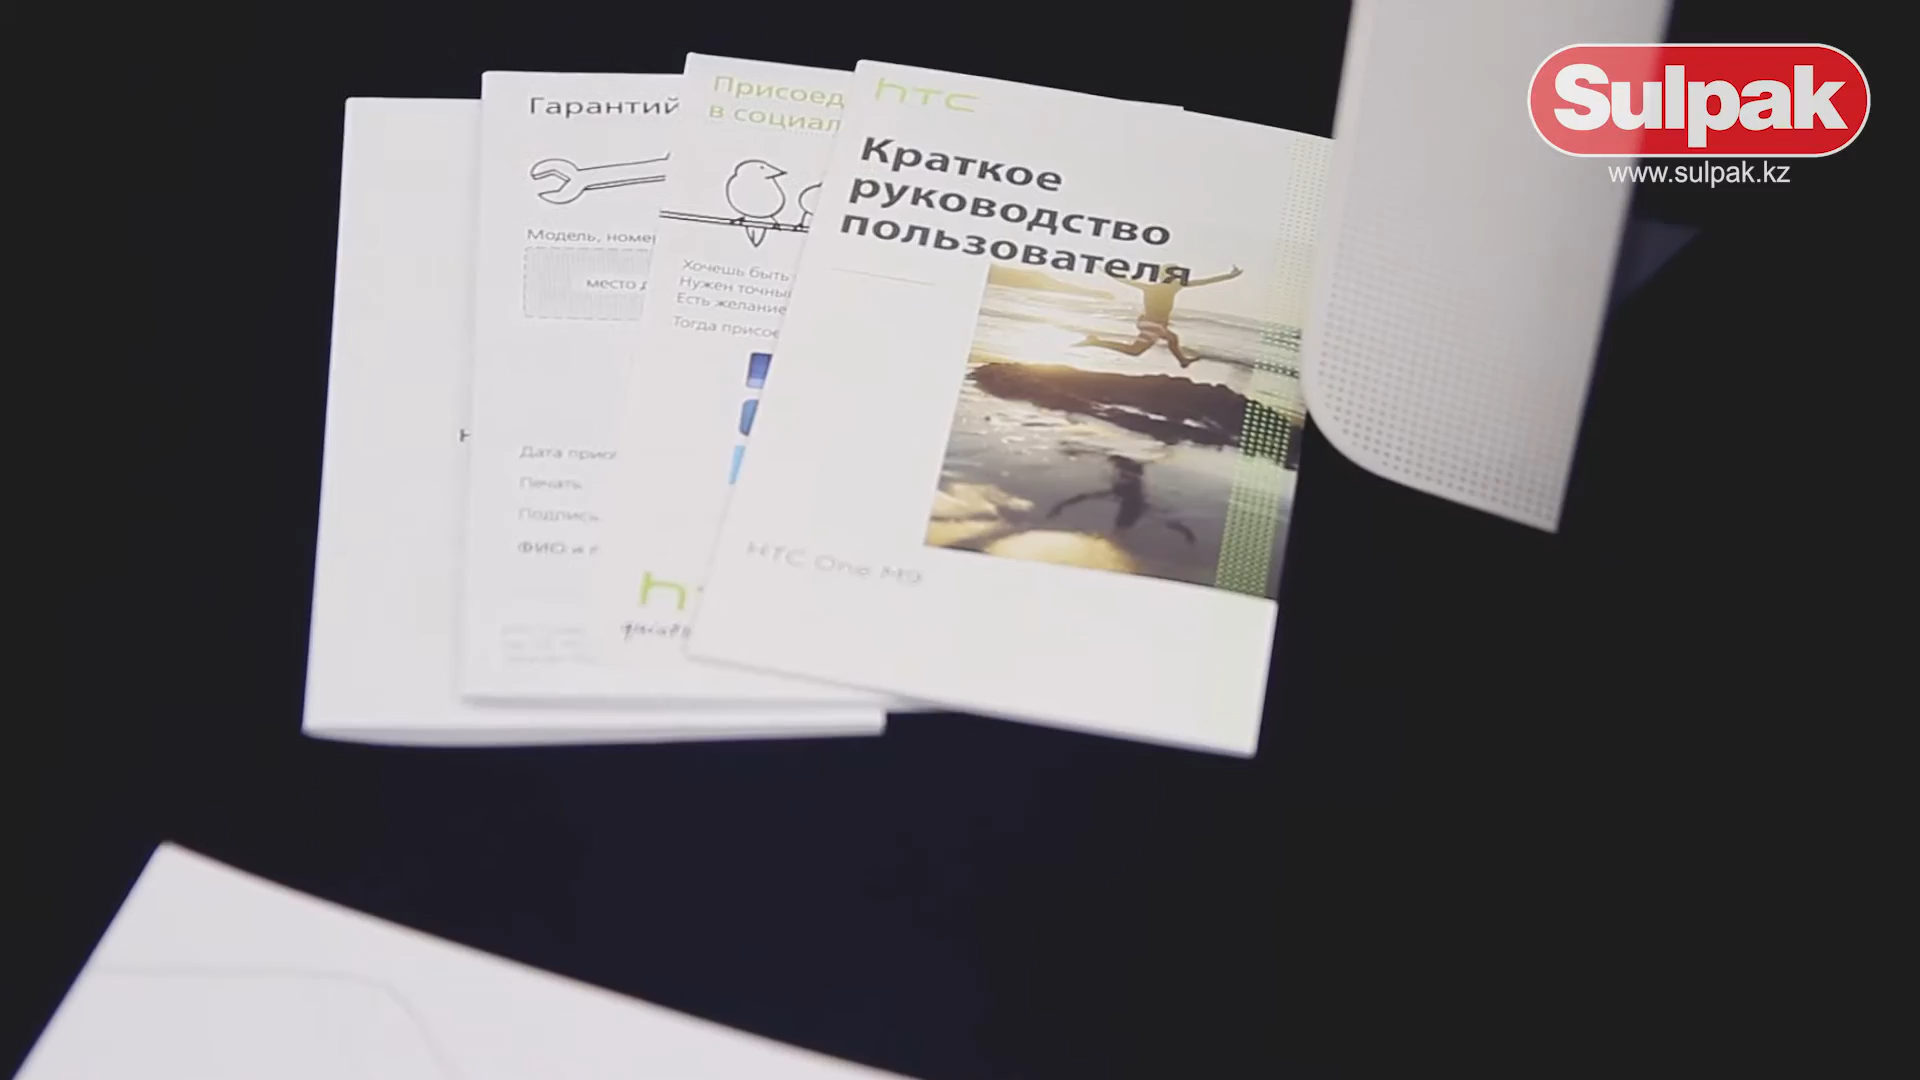 Sulpak
www.sulpak.kz
Гарантий
Модель, номер
место д
Дата прио
Печать
Подпись
ФИО и п
Присоед
в социал
Хочешь быть
Нужен точны
Есть желание
Тогда присое
htc
Краткое
руководство
пользователя
HTC One M9